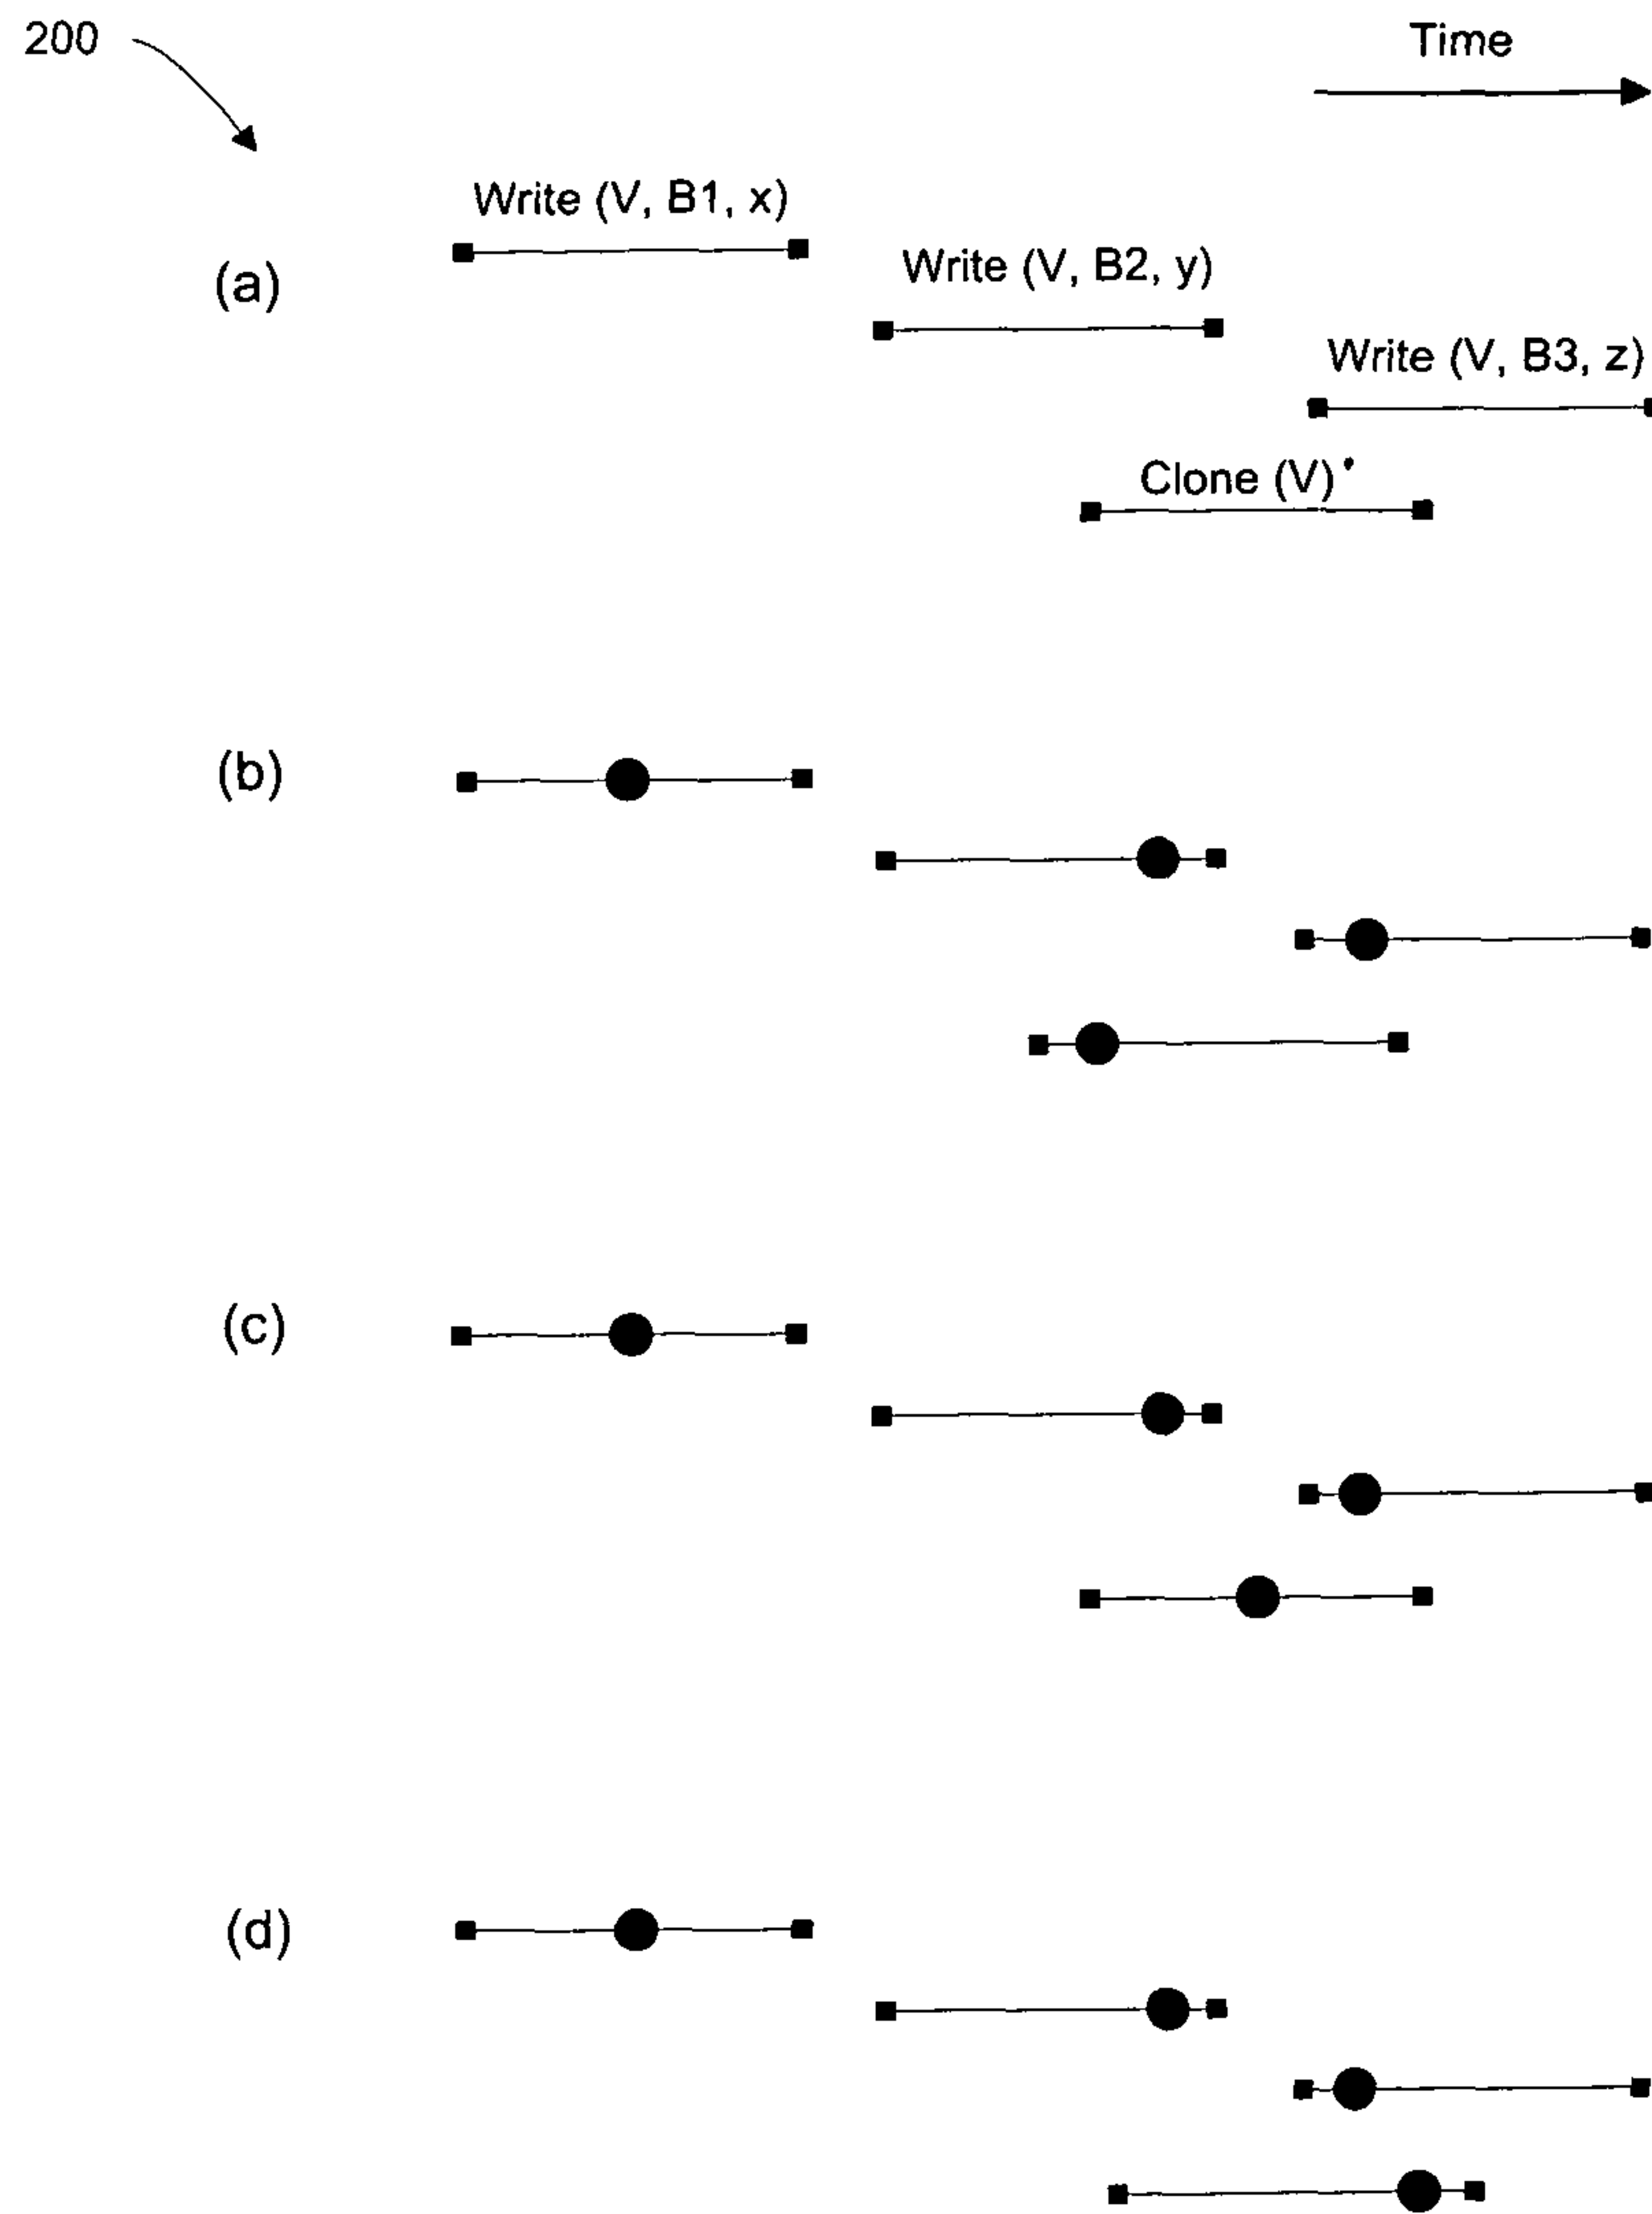 200
Time
Write (V, B1, x)
(a)
Write (V, B2, y)
Write (V, B3, z)
Clone (V)
(b)
(c)
(d)